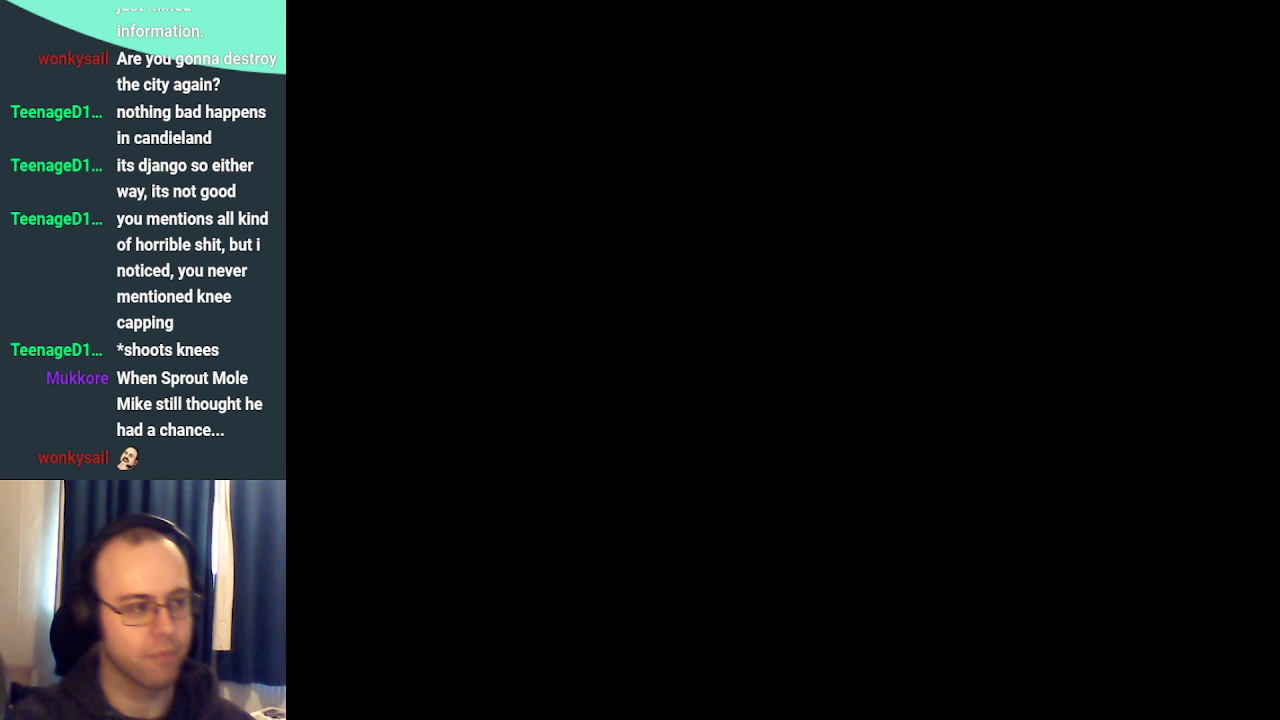 just mined
information.
wonkysail Are you gonna destroy
the city again?
TeenageD1... nothing bad happens
in candieland
TeenageD1... its django so either
way, its not good
TeenageD1... you mentions all kind
of horrible shit, but i
noticed, you never
mentioned knee
capping
TeenageD1... *shoots knees
Mukkore When Sprout Mole
Mike still thought he
had a chance...
wonkysail